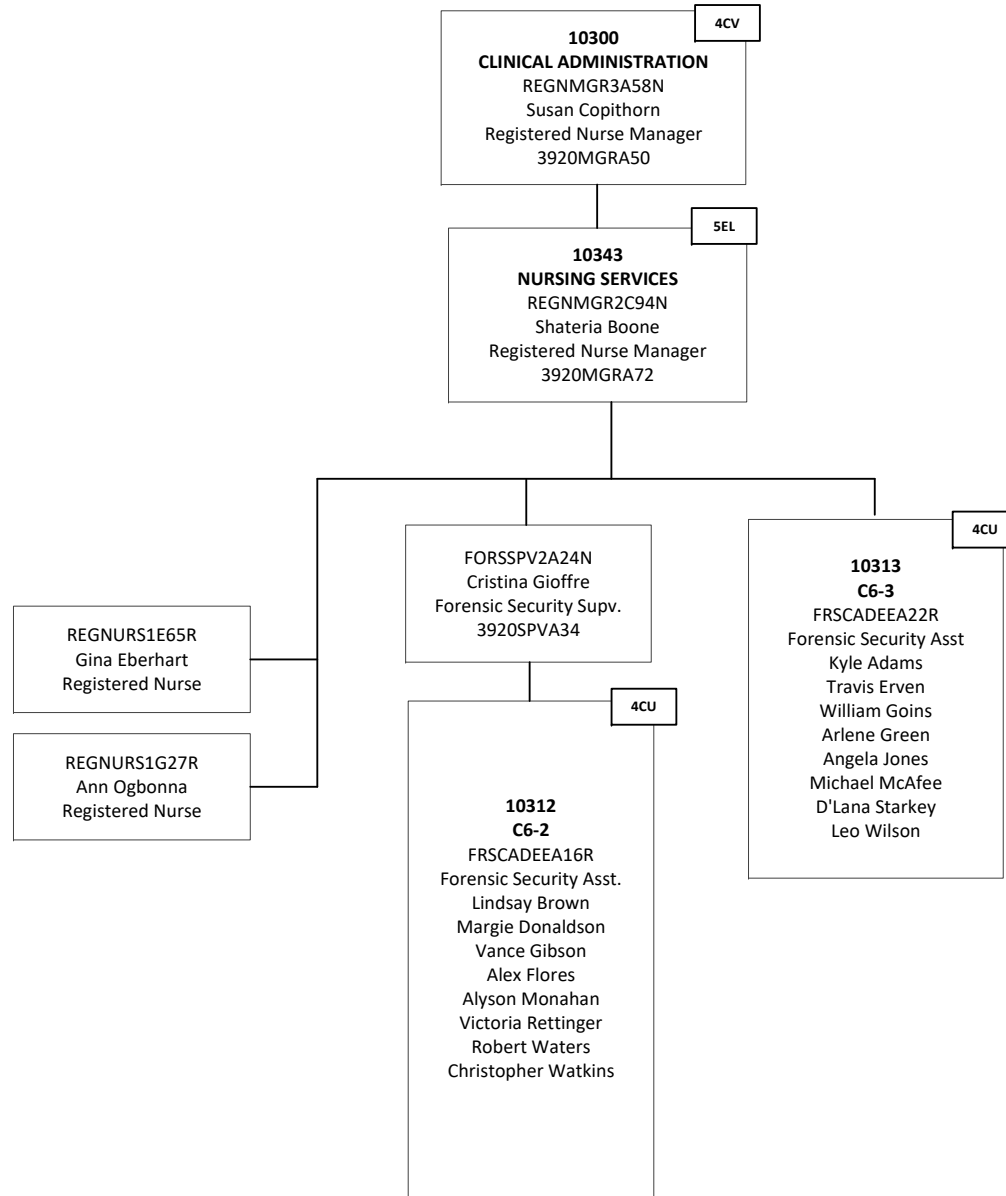 4CV
10300
CLINICAL ADMINISTRATION
REGNMGR3A58N
Susan Copithorn
Registered Nurse Manager
3920MGRA50
5EL
10343
NURSING SERVICES
REGNMGR2C94N
Shateria Boone
Registered Nurse Manager
3920MGRA72
REGNURS1E65R
Gina Eberhart
Registered Nurse
REGNURS1G27R
Ann Ogbonna
Registered Nurse
FORSSPV2A24N
Cristina Gioffre
Forensic Security Supv.
3920SPVA34
4CU
10312
C6-2
FRSCADEEA16R
Forensic Security Asst.
Lindsay Brown
Margie Donaldson
Vance Gibson
Alex Flores
Alyson Monahan
Victoria Rettinger
Robert Waters
Christopher Watkins
4CU
10313
C6-3
FRSCADEEA22R
Forensic Security Asst
Kyle Adams
Travis Erven
William Goins
Arlene Green
Angela Jones
Michael McAfee
D'Lana Starkey
Leo Wilson